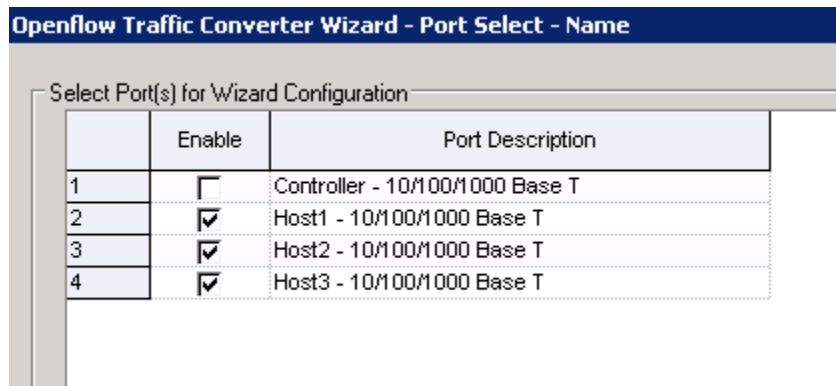 Openflow Traffic Converter Wizard - Port Select - Name
Select Port(s) for Wizard Configuration
Enable Port Description
1 Controller - 10/100/1000 Base T
2 Host1 - 10/100/1000 Base T
3 Host2 - 10/100/1000 Base T
4 Host3 - 10/100/1000 Base T